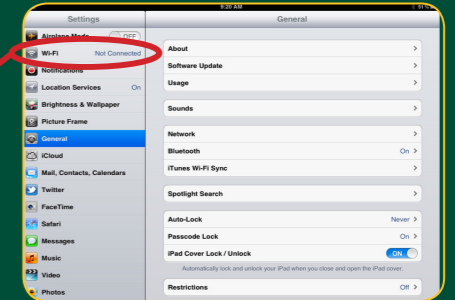 9:20 AM
51 %
Settings
General
Airplane Mode OFF
Wi-Fi Not Connected
Notifications
Location Services On
Brightness & Wallpaper
Picture Frame
General
iCloud
Mail, Contacts, Calendars
Twitter
FaceTime
Safari
Messages
Music
Video
Photos
About
Software Update
Usage
Sounds
Network
Bluetooth On
iTunes Wi-Fi Sync
Spotlight Search
Auto-Lock Never
Passcode Lock On
iPad Cover Lock / Unlock ON
Automatically lock and unlock your iPad when you close and open the iPad cover.
Restrictions Off